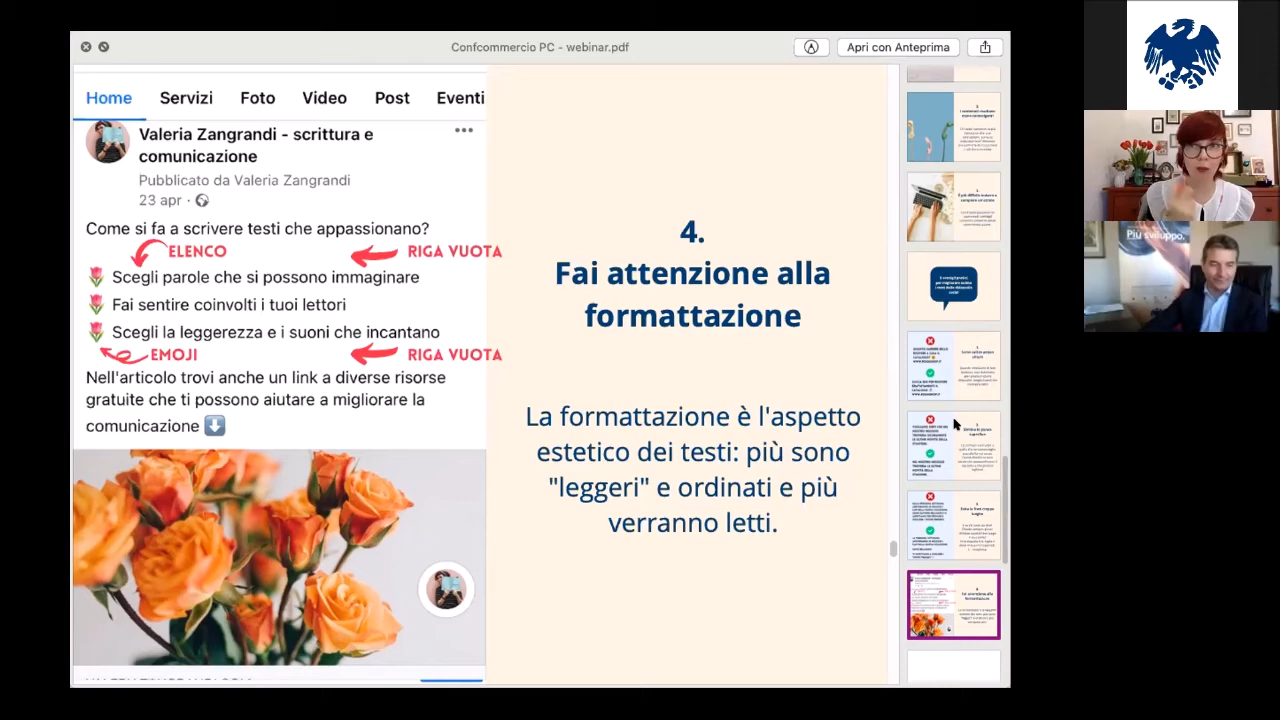 Confcommercio PC - webinar.pdf
Apri con Anteprima
Home Servizi Foto Video Post Eventi
Valeria Zangrandi - scrittura e
comunicazione
Pubblicato da Valeria Zangrandi
23 apr ·
Come si fa a scrivere testi che appassionano?
ELENCO
RIGA VUOTA
🌷 Scegli parole che si possono immaginare
🌷 Fai sentire coinvolti i tuoi lettori
🌷 Scegli la leggerezza e i suoni che incantano
EMOJI
RIGA VUOTA
Nell'articolo trovi anche dei link a diverse risorse
gratuite che ti possono aiutare a migliorare la
comunicazione ⬇️
4.
Fai attenzione alla
formattazione
La formattazione è l'aspetto
estetico dei testi: più sono
"leggeri" e ordinati e più
verranno letti.
Più sviluppo.